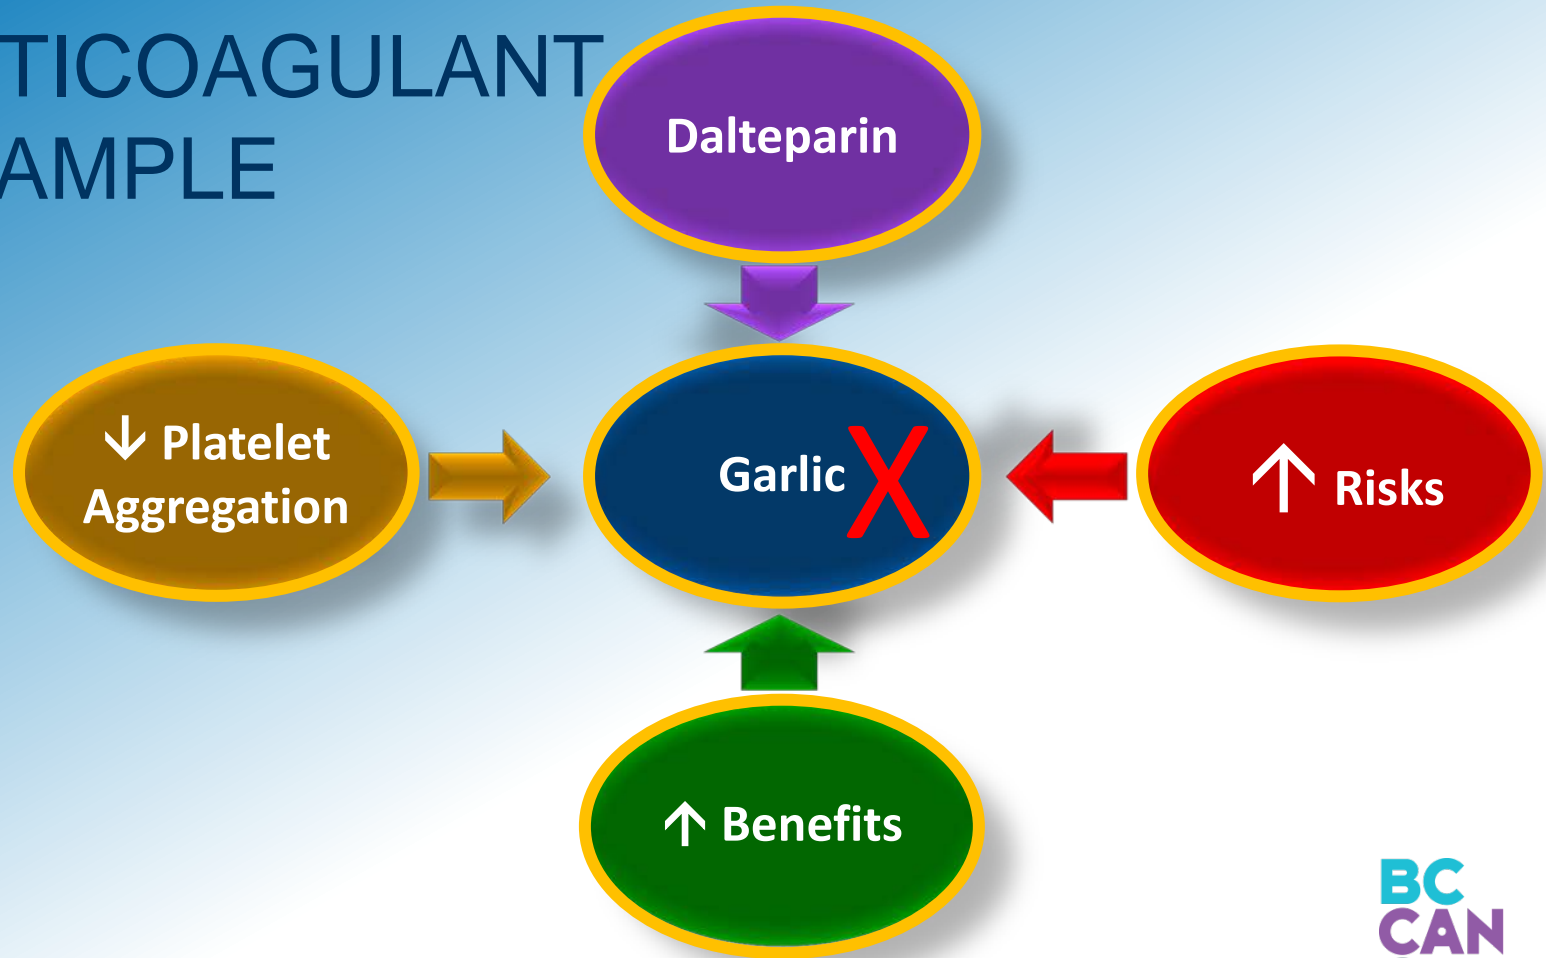 TICOAGULANT
AMPLE
Dalteparin
↓ Platelet
Aggregation
Garlic X
↑ Risks
↑ Benefits
BC
CAN